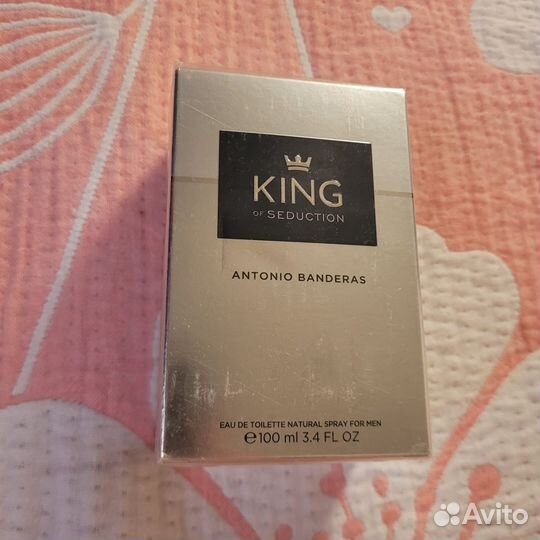 KING
OF SEDUCTION
ANTONIO BANDERAS
EAU DE TOILETTE NATURAL SPRAY FOR MEN
℮100 ml 3.4 FL OZ
Avito